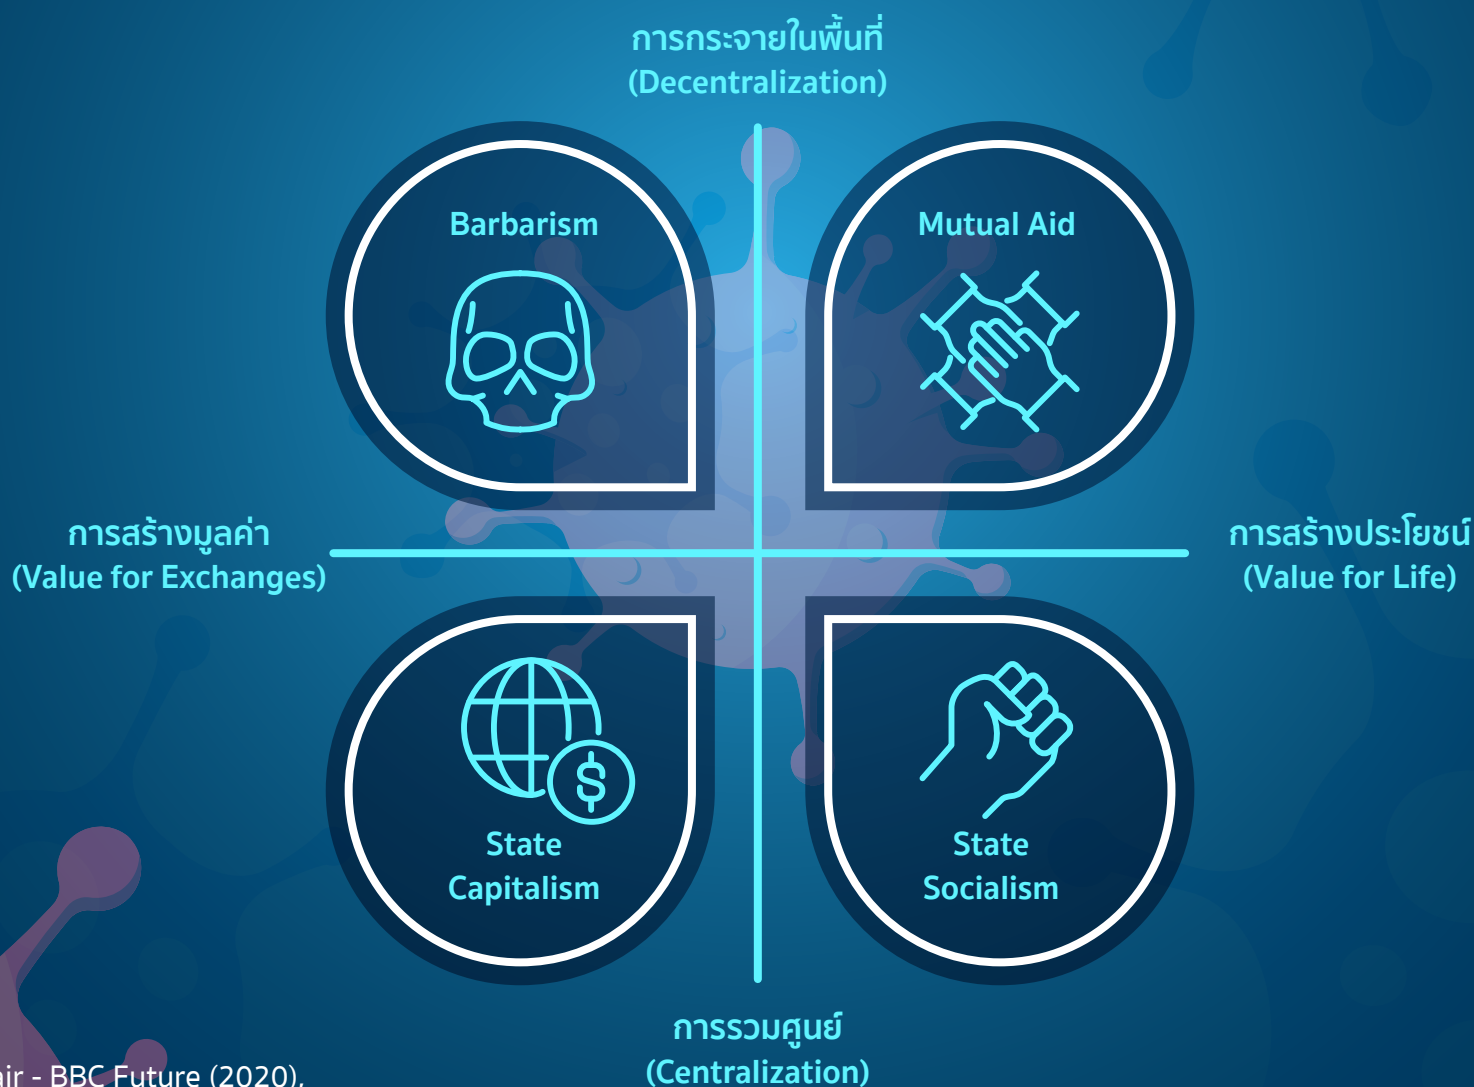 การกระจายในพื้นที่
(Decentralization)
Barbarism
Mutual Aid
การสร้างมูลค่า
(Value for Exchanges)
การสร้างประโยชน์
(Value for Life)
State
Capitalism
State
Socialism
การรวมศูนย์
(Centralization)
- BBC Future (2020),